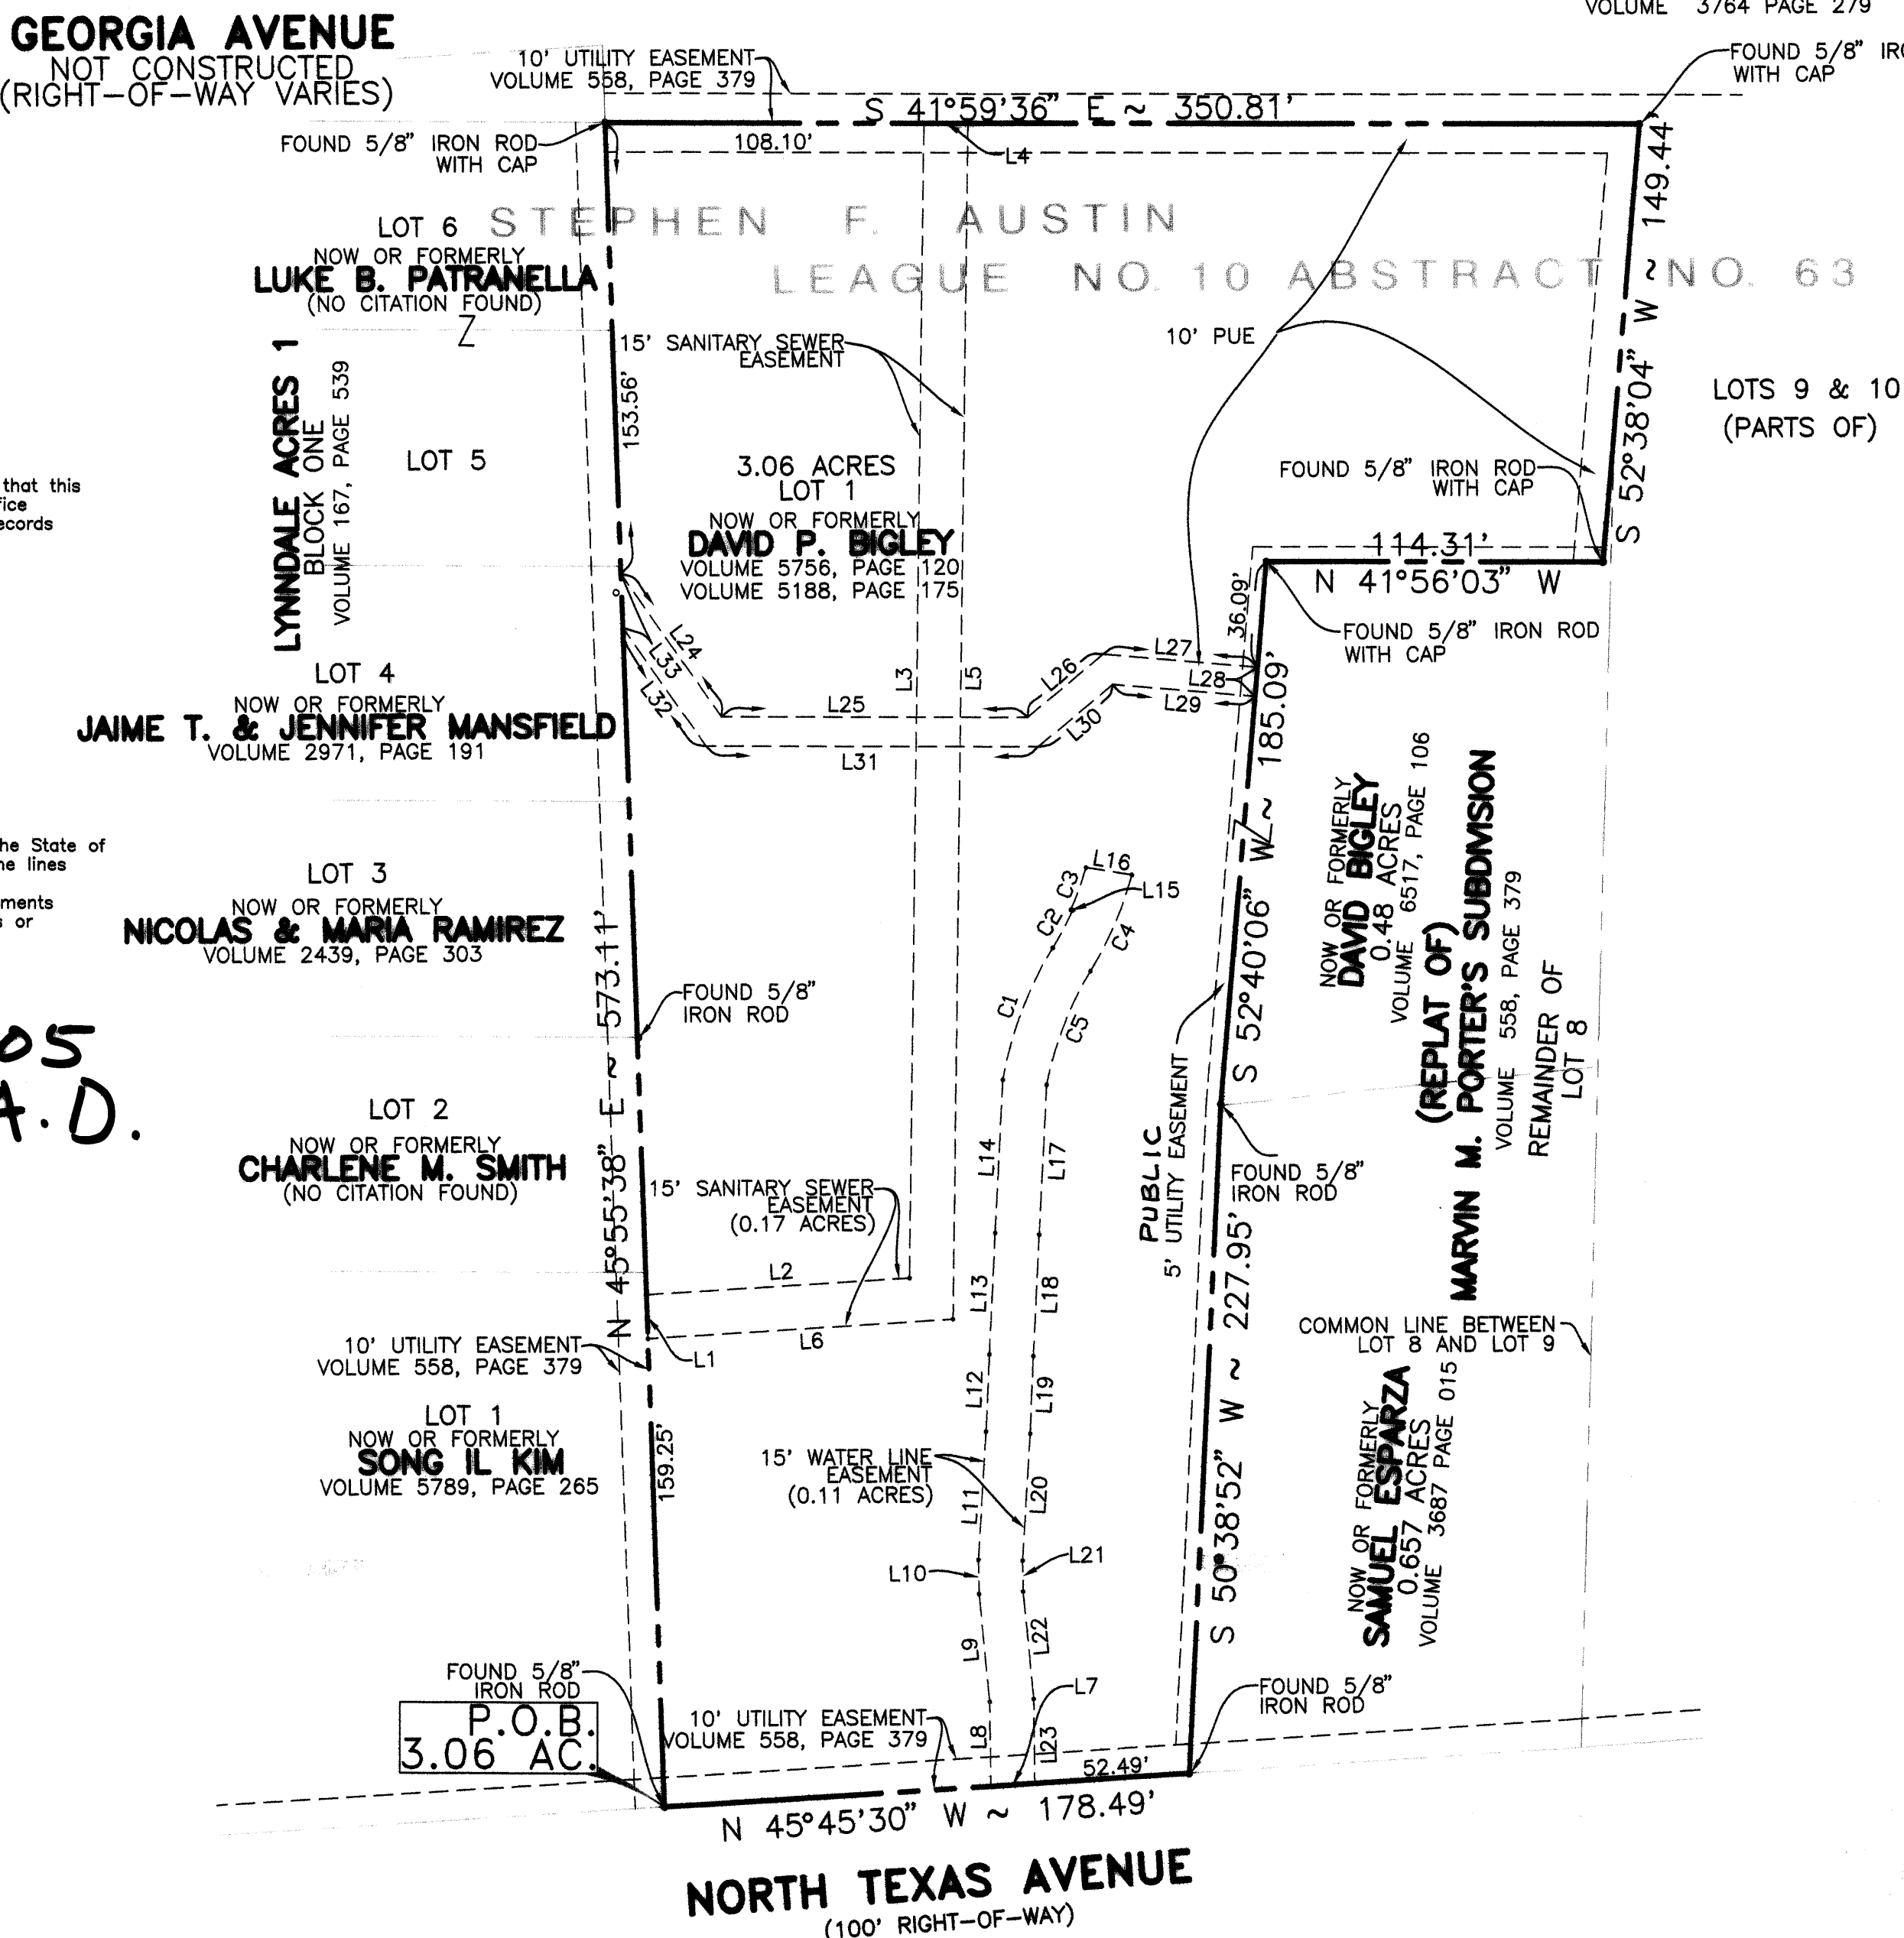 VOLUME 3764 PAGE 279
GEORGIA AVENUE
NOT CONSTRUCTED
(RIGHT-OF-WAY VARIES)
10' UTILITY EASEMENT
VOLUME 558, PAGE 379
S 41°59'36" E ~ 350.81'
108.10'
L4
FOUND 5/8" IRO
WITH CAP
FOUND 5/8" IRON ROD
WITH CAP
S 52°38'04" W ~ 149.44'
STEPHEN F. AUSTIN
LEAGUE NO. 10 ABSTRACT NO. 63
LOT 6
NOW OR FORMERLY
LUKE B. PATRANELLA
(NO CITATION FOUND)
15' SANITARY SEWER
EASEMENT
10' PUE
LYNNDALE ACRES 1
BLOCK ONE
VOLUME 167, PAGE 539
153.56'
LOT 5
LOTS 9 & 10
(PARTS OF)
3.06 ACRES
LOT 1
NOW OR FORMERLY
DAVID P. BIGLEY
VOLUME 5756, PAGE 120
VOLUME 5188, PAGE 175
FOUND 5/8" IRON ROD
WITH CAP
114.31'
N 41°56'03" W
36.09'
FOUND 5/8" IRON ROD
WITH CAP
that this
fice
ecords
LOT 4
NOW OR FORMERLY
JAIME T. & JENNIFER MANSFIELD
VOLUME 2971, PAGE 191
L24
L33
L32
L25
L31
L3
L5
L26
L27
L28
L29
L30
S 52°40'06" W ~ 185.09'
he State of
ne lines
ments
s or
LOT 3
NOW OR FORMERLY
NICOLAS & MARIA RAMIREZ
VOLUME 2439, PAGE 303
L16
L15
C3
C2
C4
C1
C5
NOW OR FORMERLY
DAVID BIGLEY
0.48 ACRES
VOLUME 6517, PAGE 106
(REPLAT OF)
MARVIN M. PORTER'S SUBDIVISION
VOLUME 558, PAGE 379
REMAINDER OF
LOT 8
FOUND 5/8"
IRON ROD
N 45°55'38" E ~ 573.11'
05
A.D.
LOT 2
NOW OR FORMERLY
CHARLENE M. SMITH
(NO CITATION FOUND)
15' SANITARY SEWER
EASEMENT
(0.17 ACRES)
L2
L6
L1
L14
L17
L13
L18
L12
L19
PUBLIC
5' UTILITY EASEMENT
FOUND 5/8"
IRON ROD
S 50°38'52" W ~ 227.95'
COMMON LINE BETWEEN
LOT 8 AND LOT 9
10' UTILITY EASEMENT
VOLUME 558, PAGE 379
LOT 1
NOW OR FORMERLY
SONG IL KIM
VOLUME 5789, PAGE 265
159.25'
15' WATER LINE
EASEMENT
(0.11 ACRES)
L11
L20
L10
L21
L9
L22
NOW OR FORMERLY
SAMUEL ESPARZA
0.657 ACRES
VOLUME 3687 PAGE 015
FOUND 5/8"
IRON ROD
P.O.B.
3.06 AC.
10' UTILITY EASEMENT
VOLUME 558, PAGE 379
L8
L7
L23
52.49'
FOUND 5/8"
IRON ROD
N 45°45'30" W ~ 178.49'
NORTH TEXAS AVENUE
(100' RIGHT-OF-WAY)